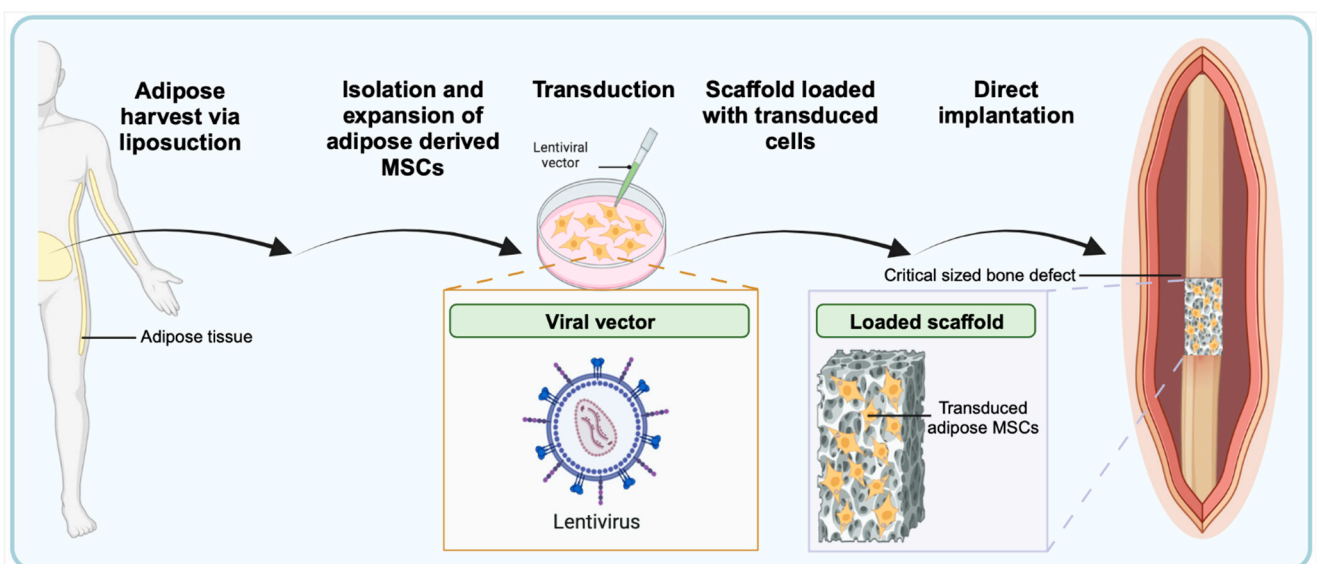 Adipose
harvest via
liposuction
Isolation and
expansion of
adipose derived
MSCs
Transduction
Scaffold loaded
with transduced
cells
Direct
implantation
Lentiviral
vector
Adipose tissue
Critical sized bone defect
Viral vector
Lentivirus
Loaded scaffold
Transduced
adipose MSCs